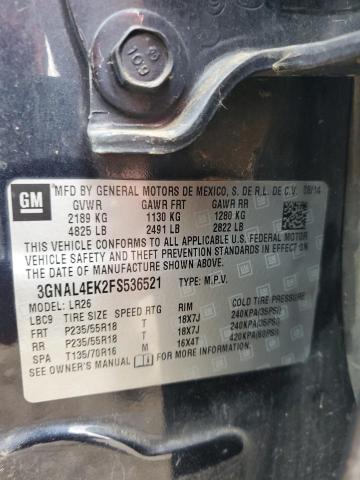 109
GM
MFD BY GENERAL MOTORS DE MEXICO, S. DE R.L. DE C.V. 08/14
GVWR GAWR FRT GAWR RR
2189 KG 1130 KG 1280 KG
4825 LB 2491 LB 2822 LB
THIS VEHICLE CONFORMS TO ALL APPLICABLE U.S. FEDERAL MOTOR
VEHICLE SAFETY AND THEFT PREVENTION STANDARDS IN EFFECT ON
THE DATE OF MANUFACTURE SHOWN ABOVE.
3GNAL4EK2FS536521 TYPE: M.P.V.
MODEL: LR26
LBC9 TIRE SIZE SPEED RTG RIM COLD TIRE PRESSURE
FRT P235/55R18 T 18X7J 240KPA(35PSI)
RR P235/55R18 T 18X7J 240KPA(35PSI)
SPA T135/70R16 M 16X4T 420KPA(60PSI)
SEE OWNER'S MANUAL FOR ADDITIONAL INFORMATION